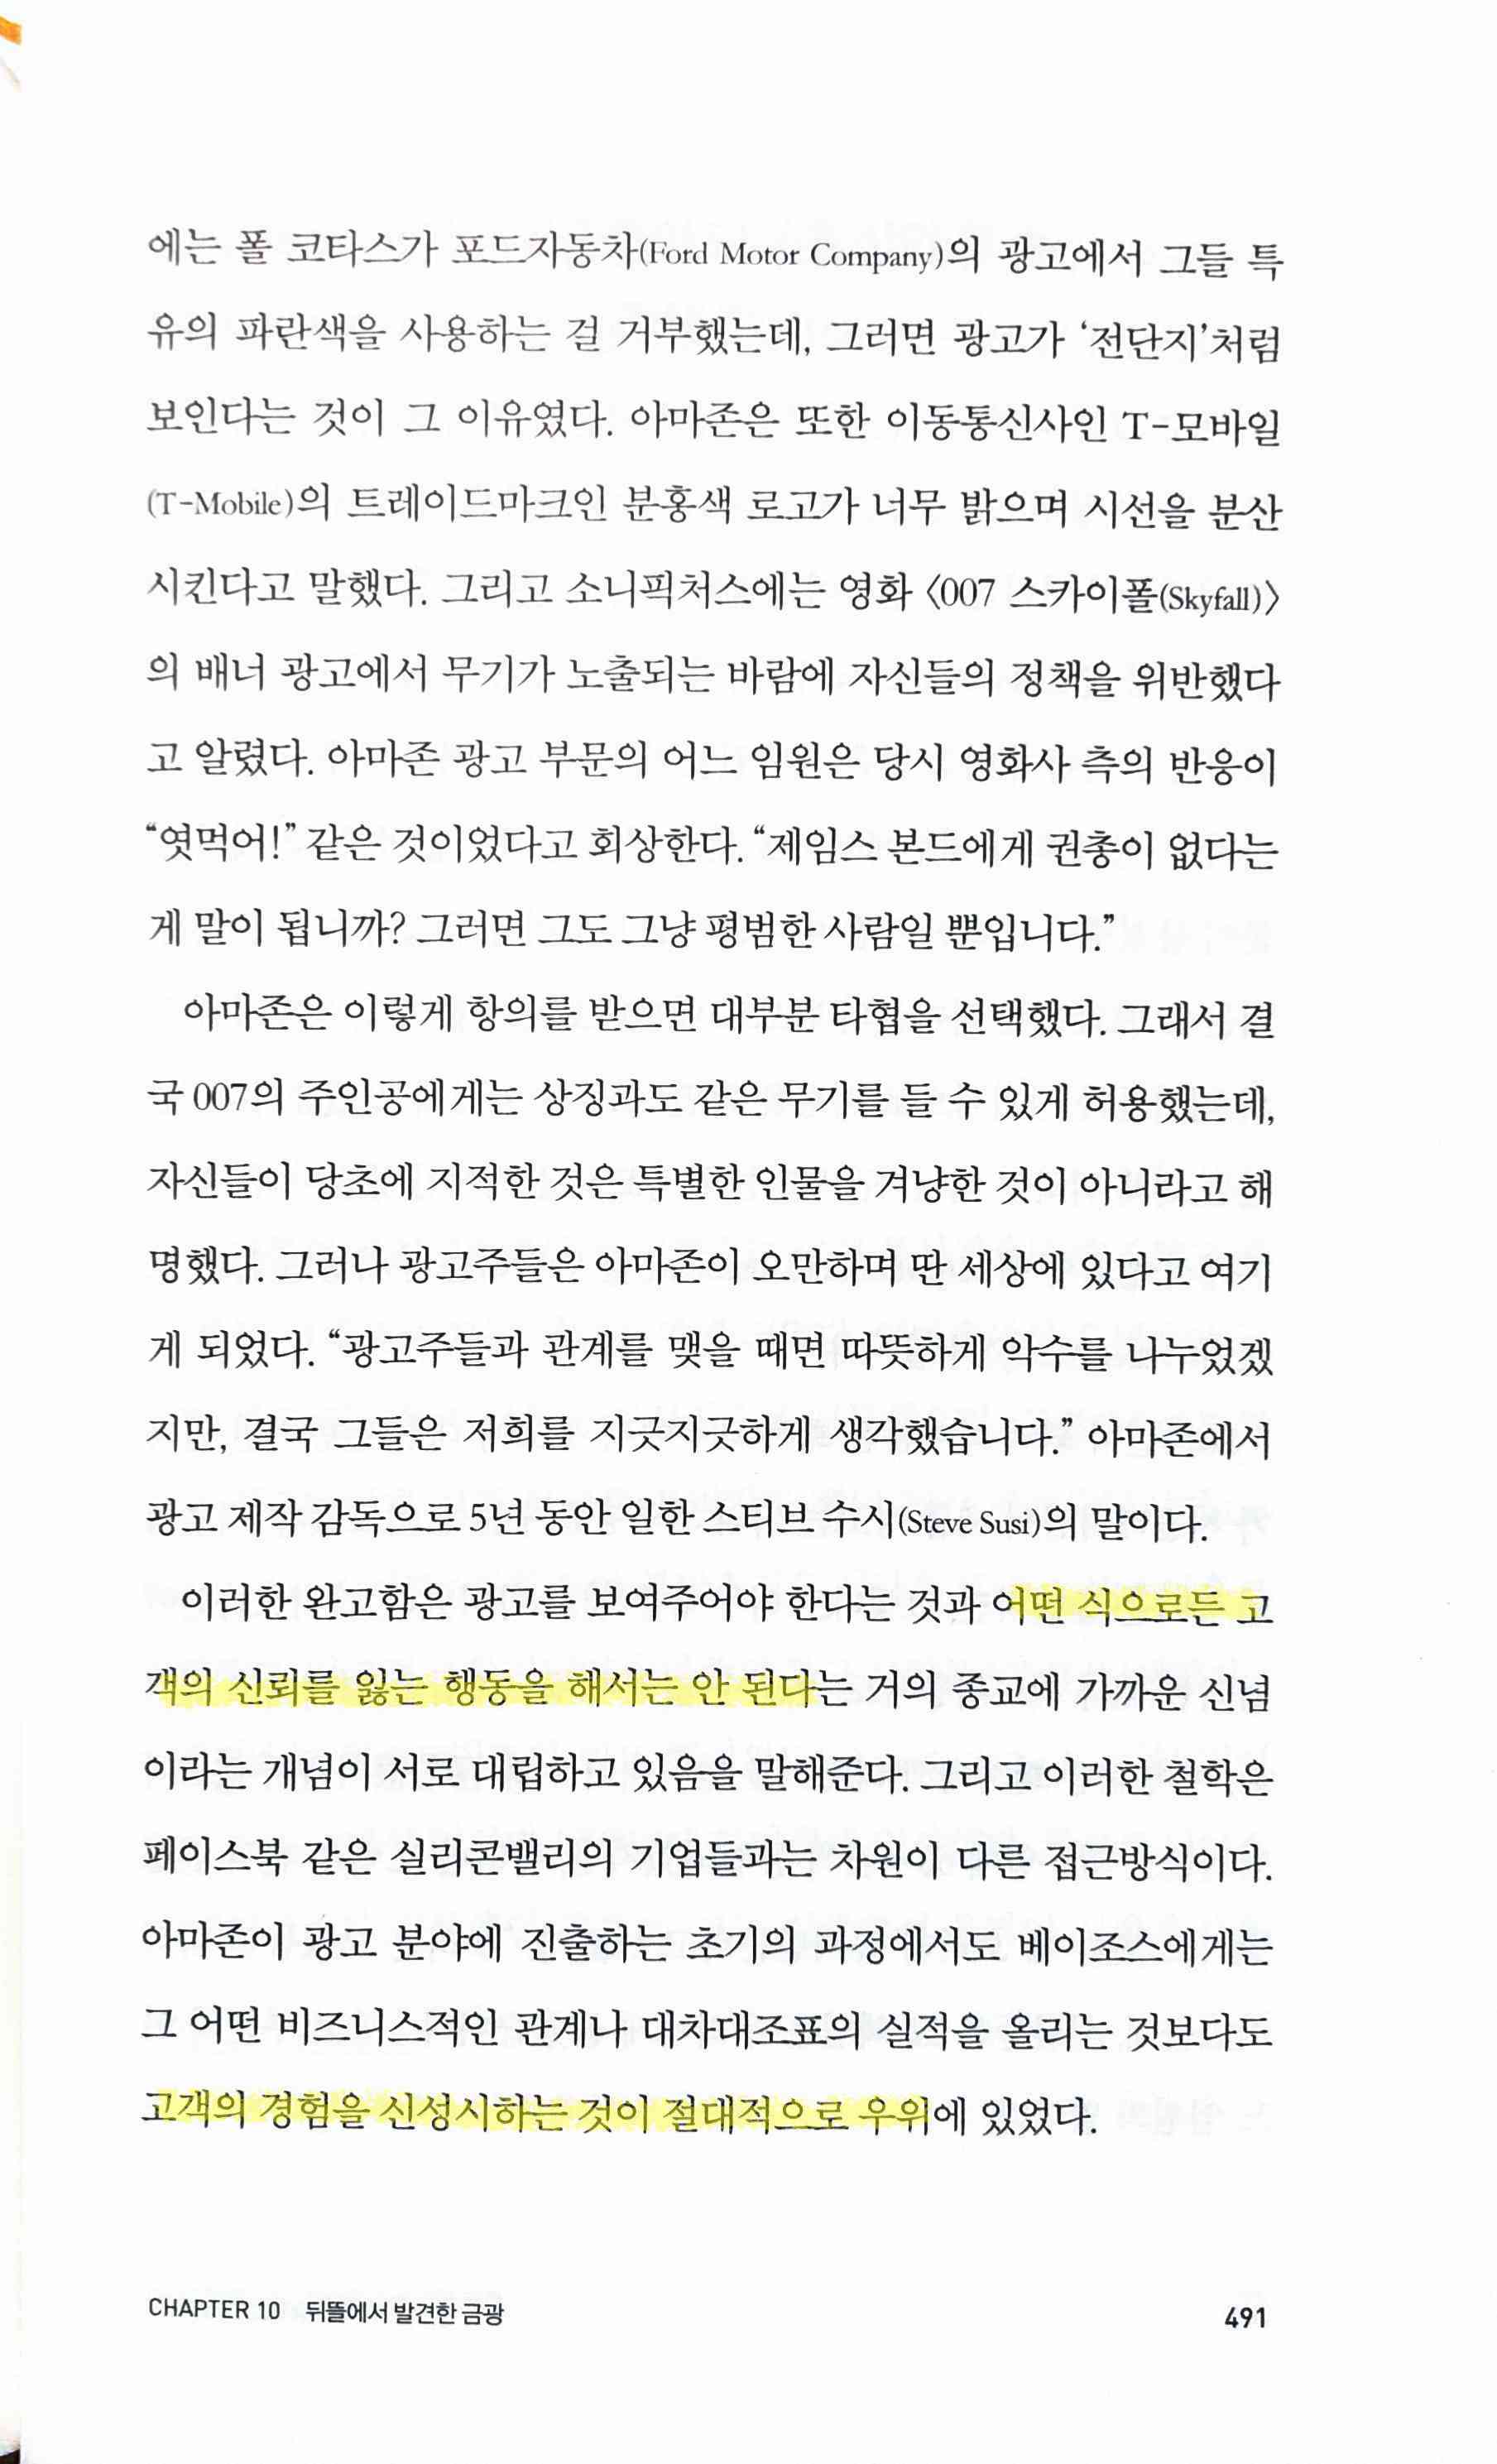 에는 폴 코타스가 포드자동차(Ford Motor Company)의 광고에서 그들 특
유의 파란색을 사용하는 걸 거부했는데, 그러면 광고가 ‘전단지’처럼
보인다는 것이 그 이유였다. 아마존은 또한 이동통신사인 T-모바일
(T-Mobile)의 트레이드마크인 분홍색 로고가 너무 밝으며 시선을 분산
시킨다고 말했다. 그리고 소니픽처스에는 영화 〈007 스카이폴(Skyfall)〉
의 배너 광고에서 무기가 노출되는 바람에 자신들의 정책을 위반했다
고 알렸다. 아마존 광고 부문의 어느 임원은 당시 영화사 측의 반응이
“엿먹어!” 같은 것이었다고 회상한다. “제임스 본드에게 권총이 없다는
게 말이 됩니까? 그러면 그도 그냥 평범한 사람일 뿐입니다.”
아마존은 이렇게 항의를 받으면 대부분 타협을 선택했다. 그래서 결
국 007의 주인공에게는 상징과도 같은 무기를 들 수 있게 허용했는데,
자신들이 당초에 지적한 것은 특별한 인물을 겨냥한 것이 아니라고 해
명했다. 그러나 광고주들은 아마존이 오만하며 딴 세상에 있다고 여기
게 되었다. “광고주들과 관계를 맺을 때면 따뜻하게 악수를 나누었겠
지만, 결국 그들은 저희를 지긋지긋하게 생각했습니다.” 아마존에서
광고 제작 감독으로 5년 동안 일한 스티브 수시(Steve Susi)의 말이다.
이러한 완고함은 광고를 보여주어야 한다는 것과 어떤 식으로든 고
객의 신뢰를 잃는 행동을 해서는 안 된다는 거의 종교에 가까운 신념
이라는 개념이 서로 대립하고 있음을 말해준다. 그리고 이러한 철학은
페이스북 같은 실리콘밸리의 기업들과는 차원이 다른 접근방식이다.
아마존이 광고 분야에 진출하는 초기의 과정에서도 베이조스에게는
그 어떤 비즈니스적인 관계나 대차대조표의 실적을 올리는 것보다도
고객의 경험을 신성시하는 것이 절대적으로 우위에 있었다.
CHAPTER 10 뒤뜰에서 발견한 금광
491